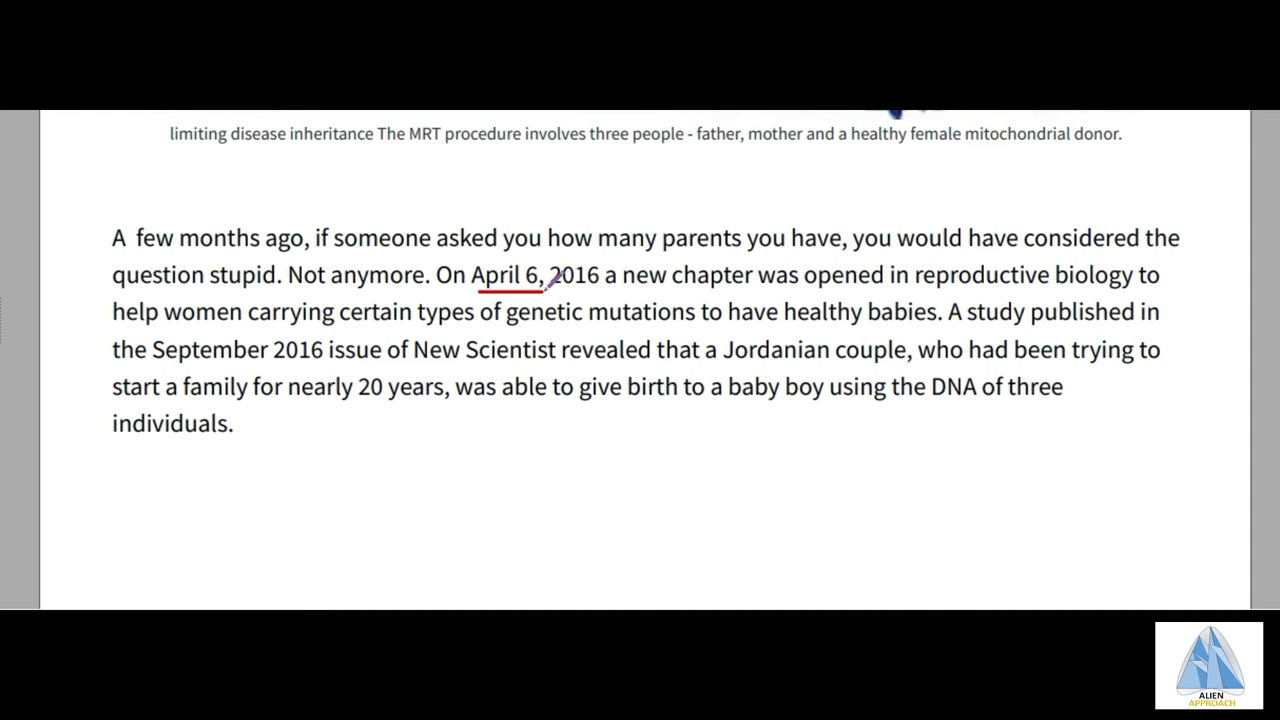 limiting disease inheritance The MRT procedure involves three people - father, mother and a healthy female mitochondrial donor.
A few months ago, if someone asked you how many parents you have, you would have considered the
question stupid. Not anymore. On April 6, 2016 a new chapter was opened in reproductive biology to
help women carrying certain types of genetic mutations to have healthy babies. A study published in
the September 2016 issue of New Scientist revealed that a Jordanian couple, who had been trying to
start a family for nearly 20 years, was able to give birth to a baby boy using the DNA of three
individuals.
ALIEN
APPROACH